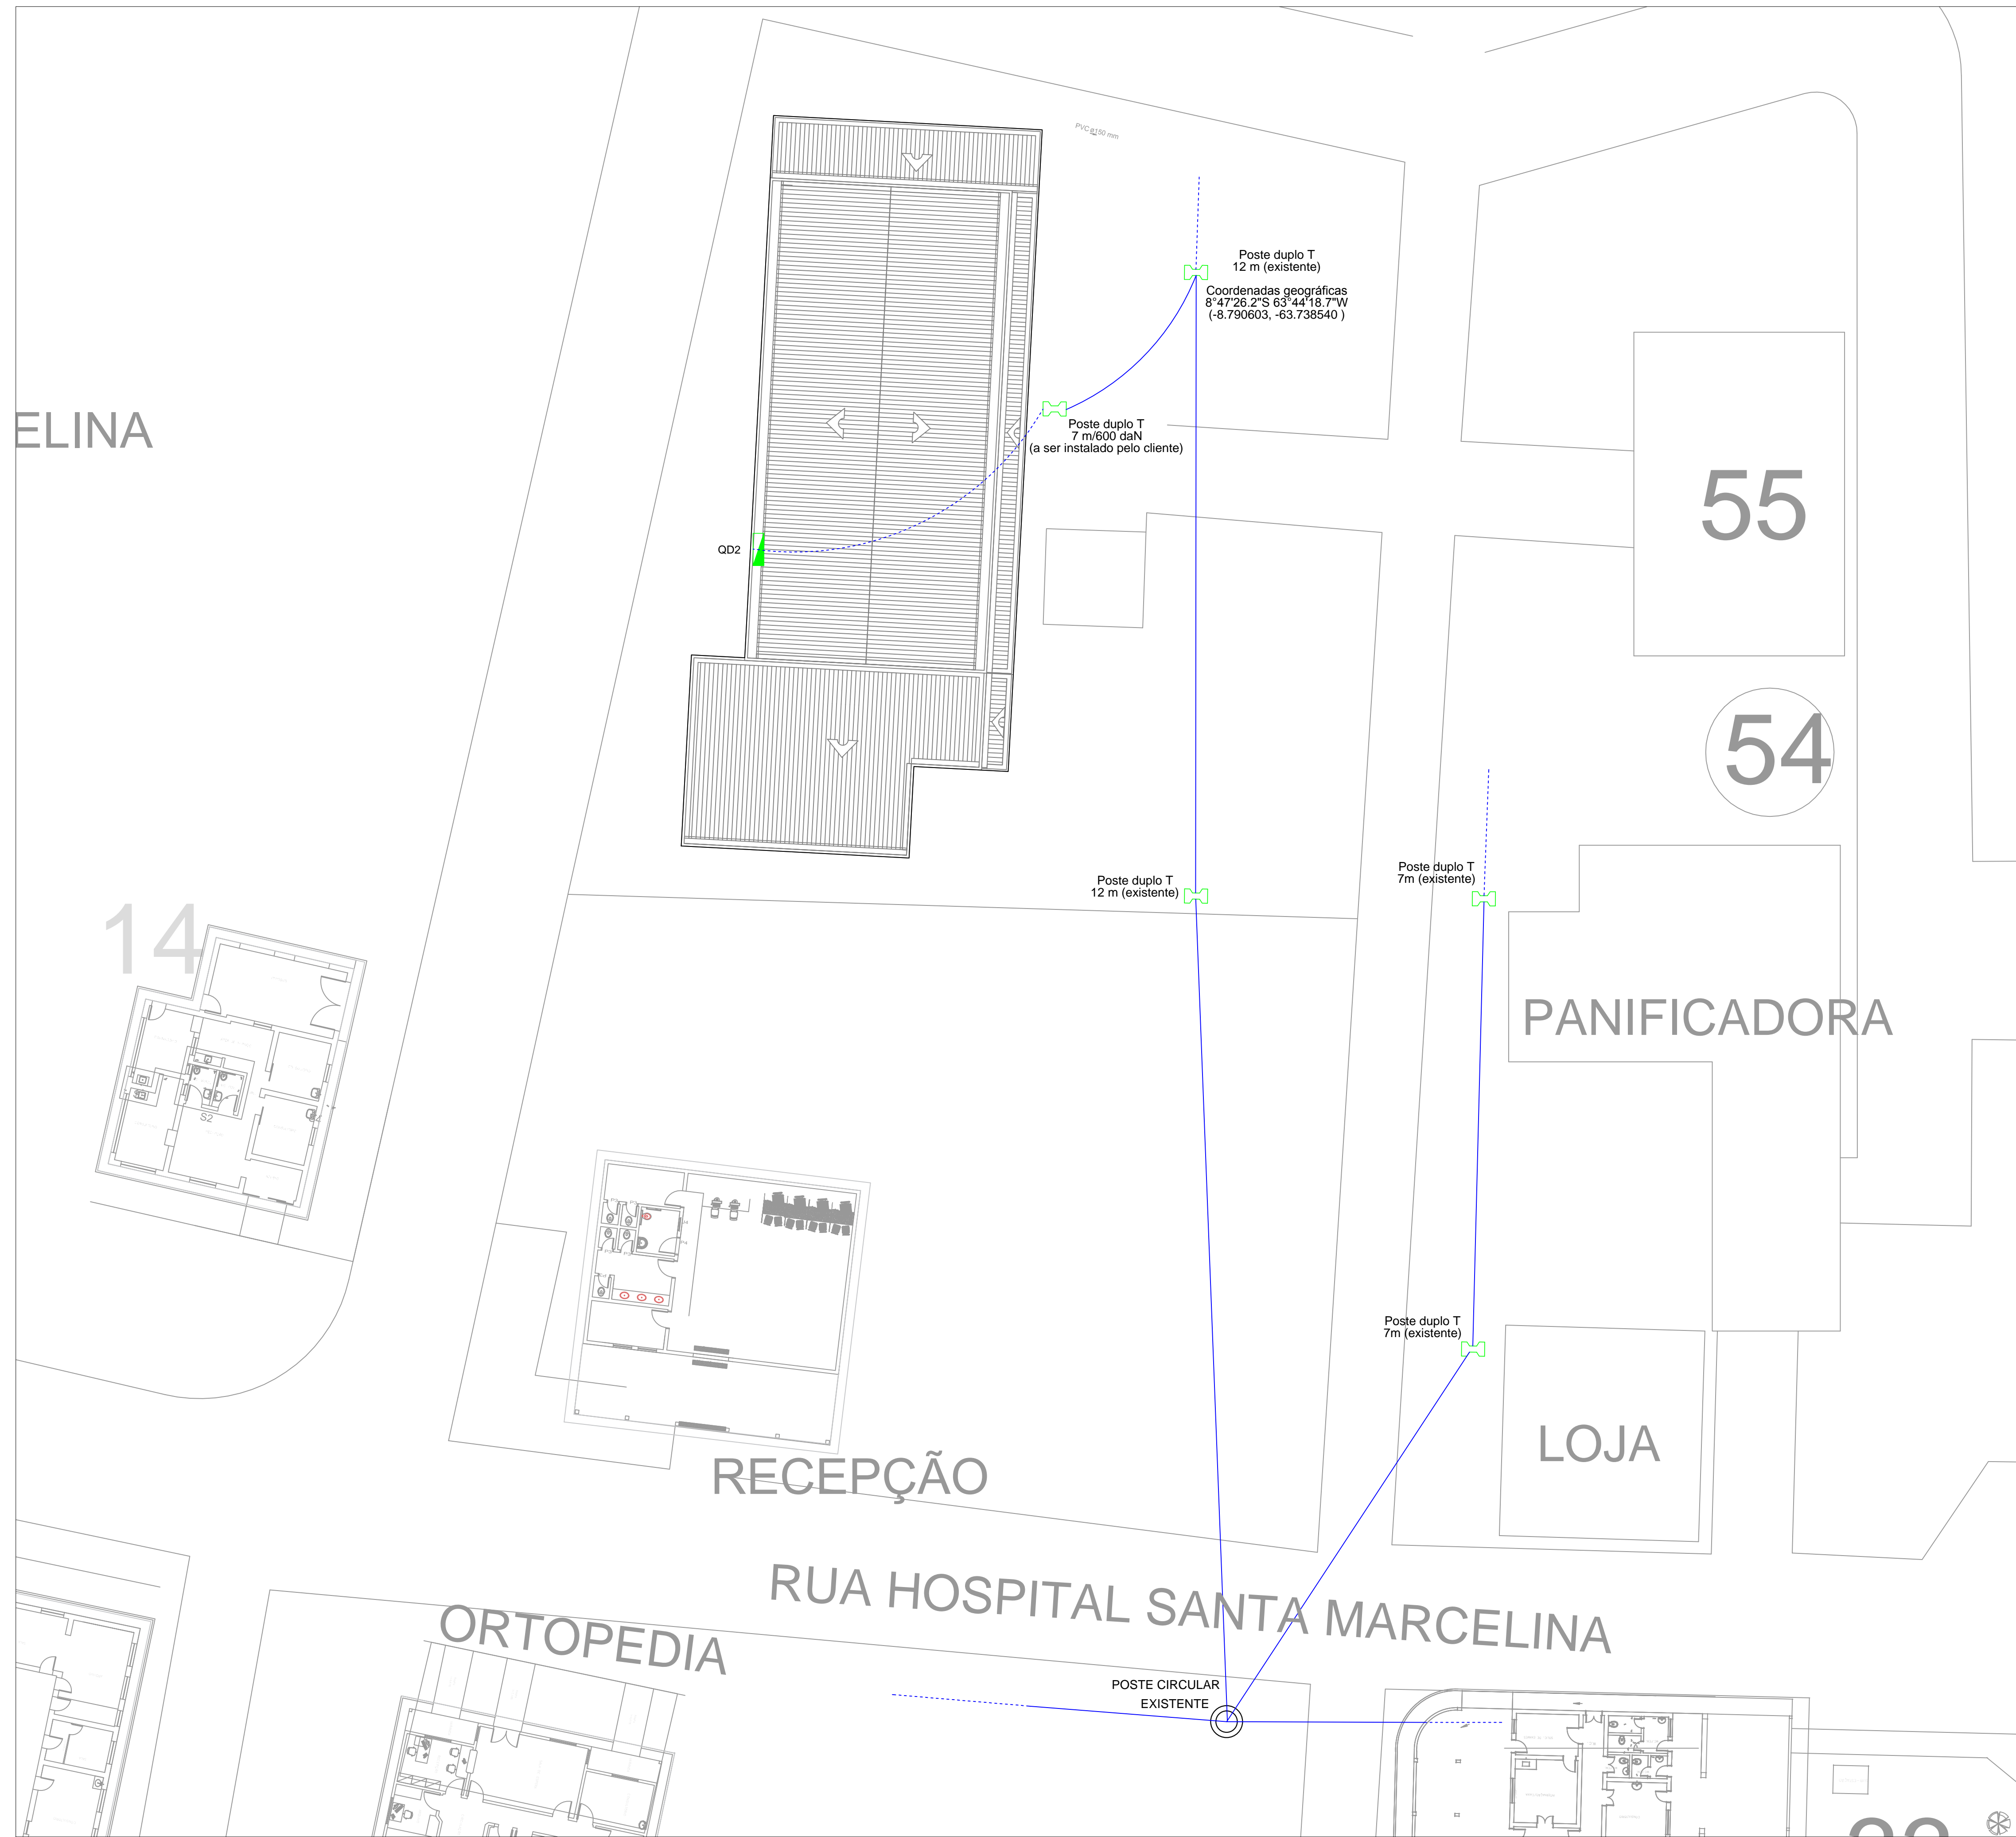 PVC ø150 mm
Poste duplo T
12 m (existente)
Coordenadas geográficas
8°47'26.2"S 63°44'18.7"W
(-8.790603, -63.738540 )
ELINA
Poste duplo T
7 m/600 daN
(a ser instalado pelo cliente)
55
QD2
54
Poste duplo T
12 m (existente)
Poste duplo T
7m (existente)
14
PANIFICADORA
S2
Poste duplo T
7m (existente)
LOJA
RECEPÇÃO
RUA HOSPITAL SANTA MARCELINA
ORTOPEDIA
POSTE CIRCULAR
EXISTENTE